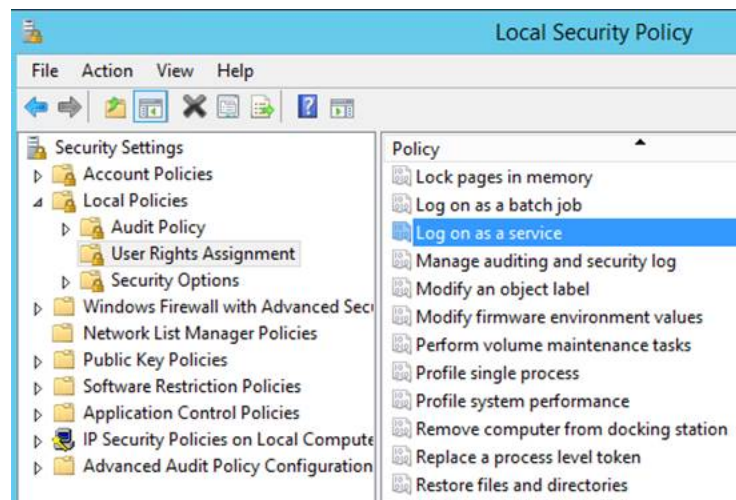 Local Security Policy
File Action View Help
Security Settings
Account Policies
Local Policies
Audit Policy
User Rights Assignment
Security Options
Windows Firewall with Advanced Secu
Network List Manager Policies
Public Key Policies
Software Restriction Policies
Application Control Policies
IP Security Policies on Local Compute
Advanced Audit Policy Configuration
Policy
Lock pages in memory
Log on as a batch job
Log on as a service
Manage auditing and security log
Modify an object label
Modify firmware environment values
Perform volume maintenance tasks
Profile single process
Profile system performance
Remove computer from docking station
Replace a process level token
Restore files and directories